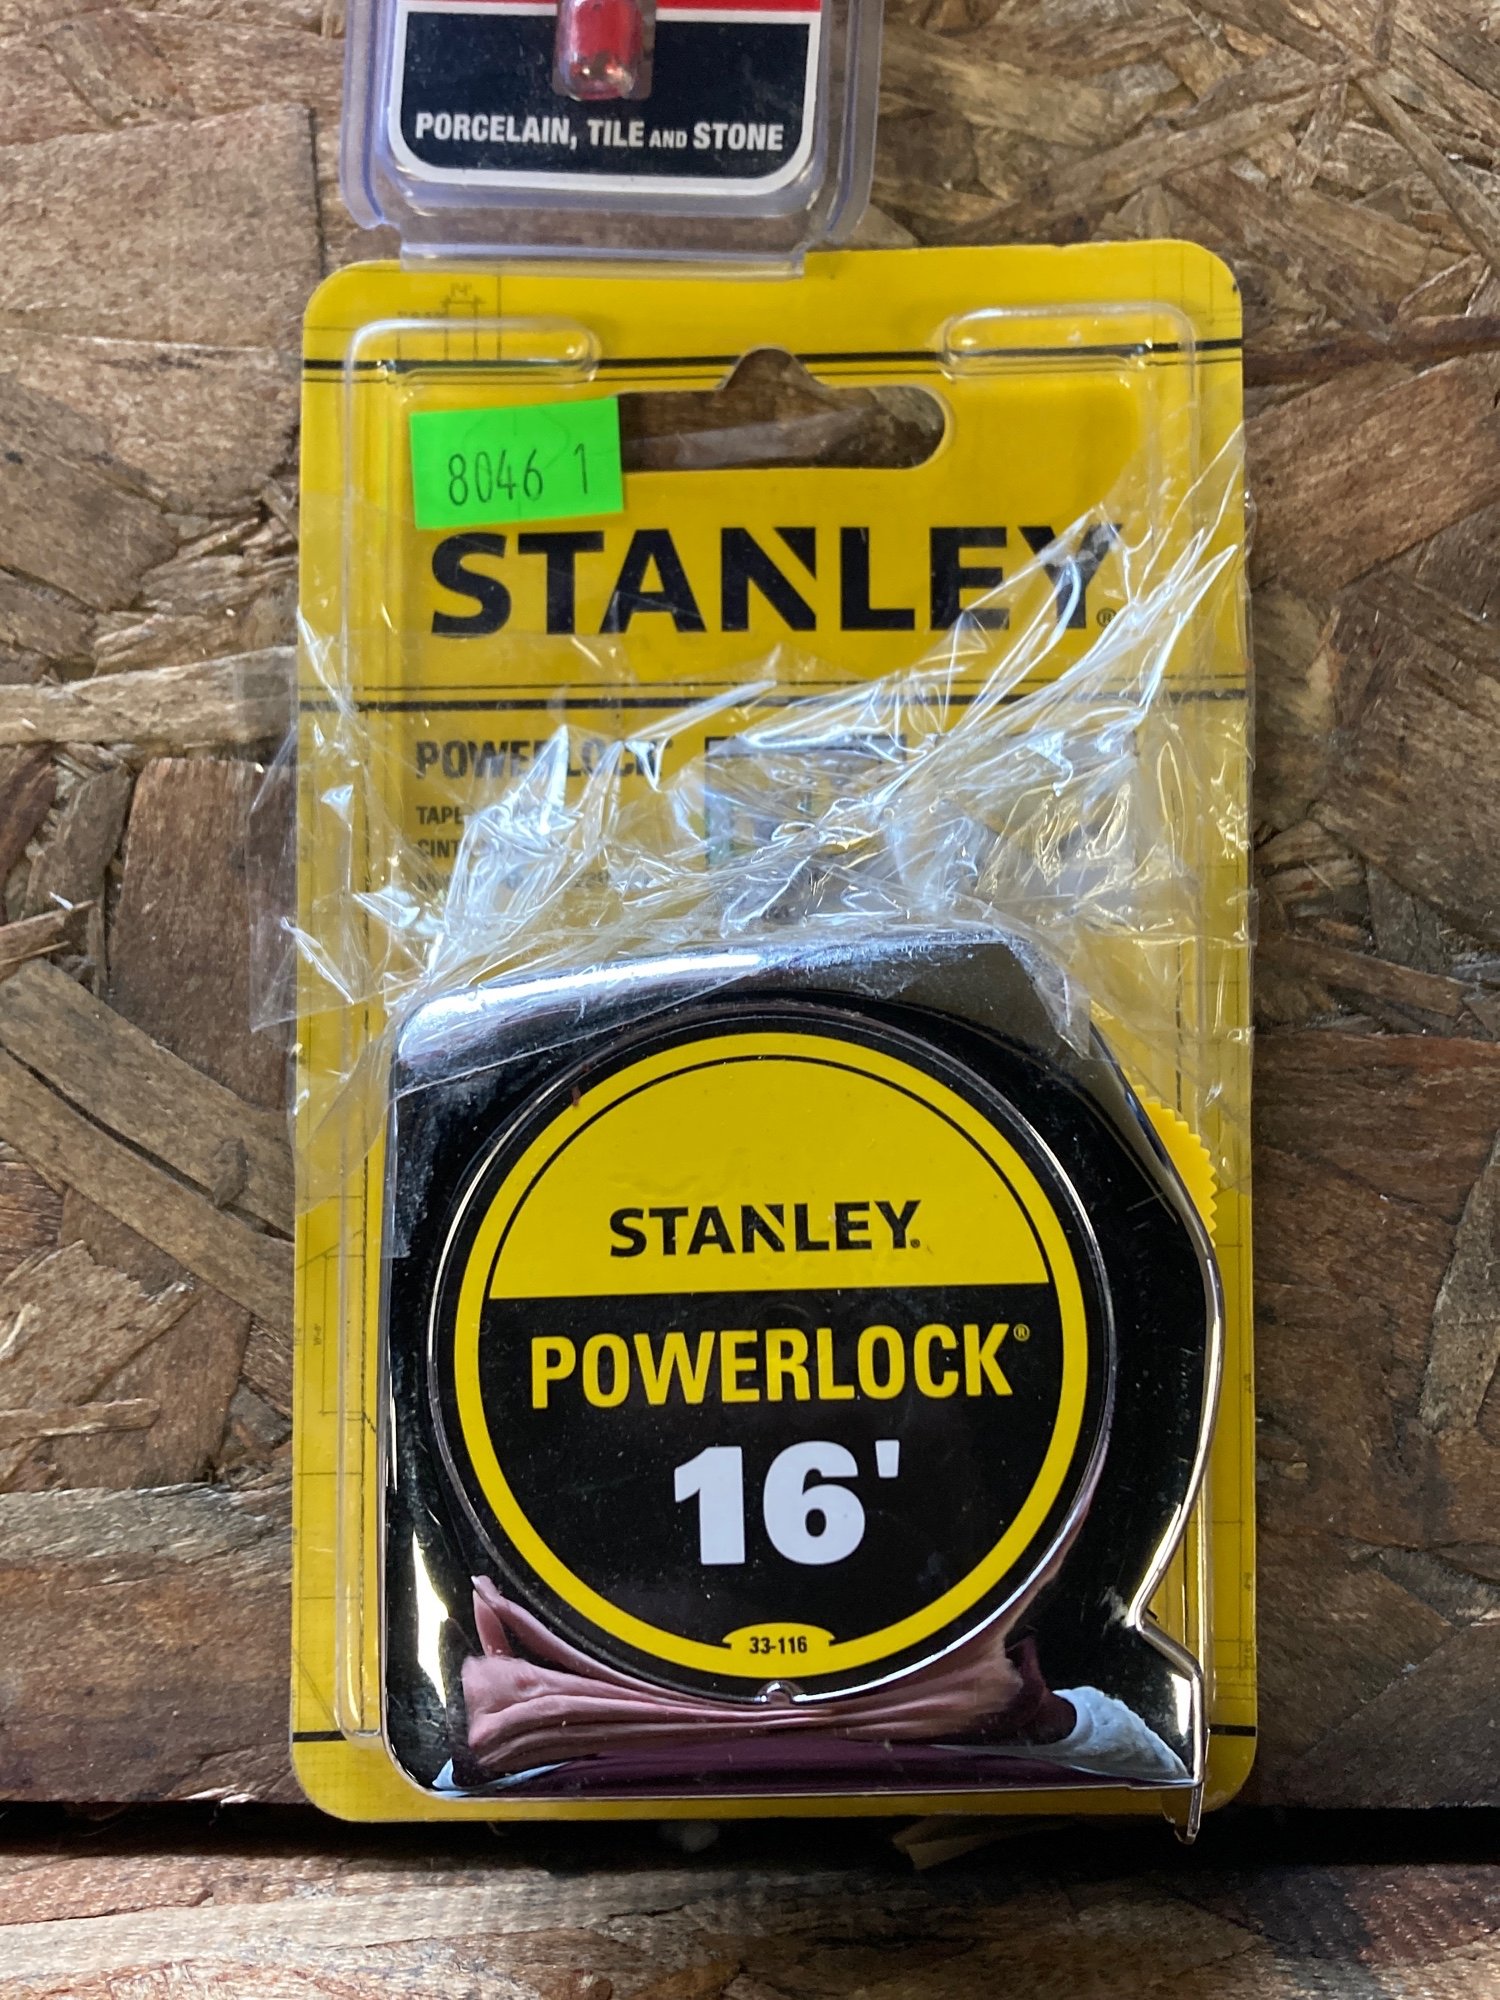 PORCELAIN, TILE AND STONE
8046 1
STANLEY®
POWERLOCK
STANLEY®
POWERLOCK®
16'
33-116